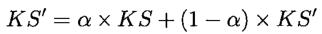 KS′ = α × KS + (1 − α) × KS′